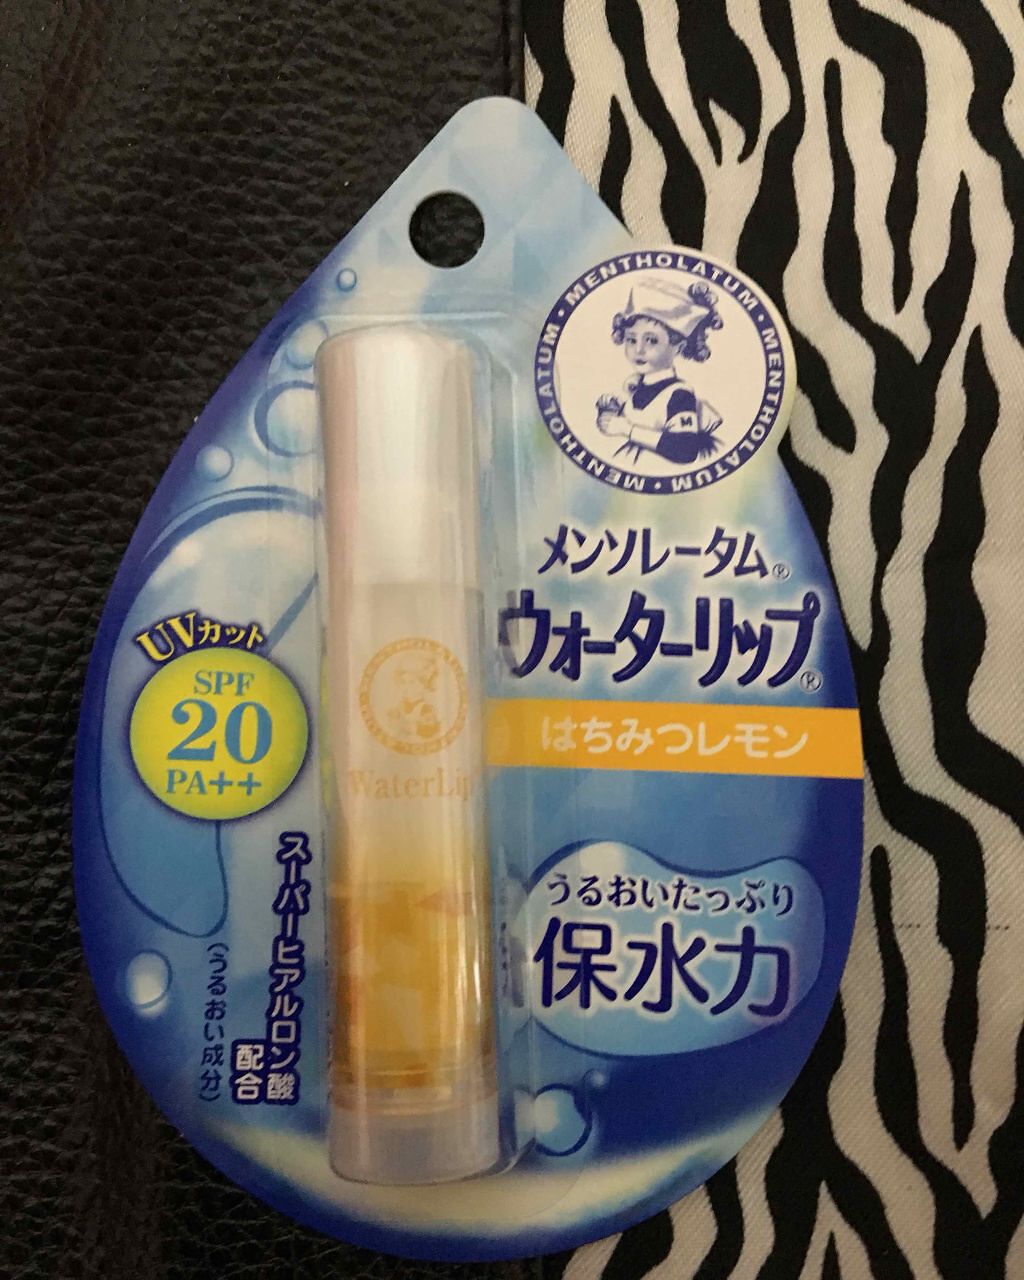 MENTHOLATUM・MENTHOLATUM・MENTHOLATUM・MENTHOLATUM・
M
メンソレータム®
ウォーターリップ®
はちみつレモン
UVカット
SPF
20
PA++
WaterLip
うるおいたっぷり
保水力
スーパーヒアルロン酸
配合
(うるおい成分)